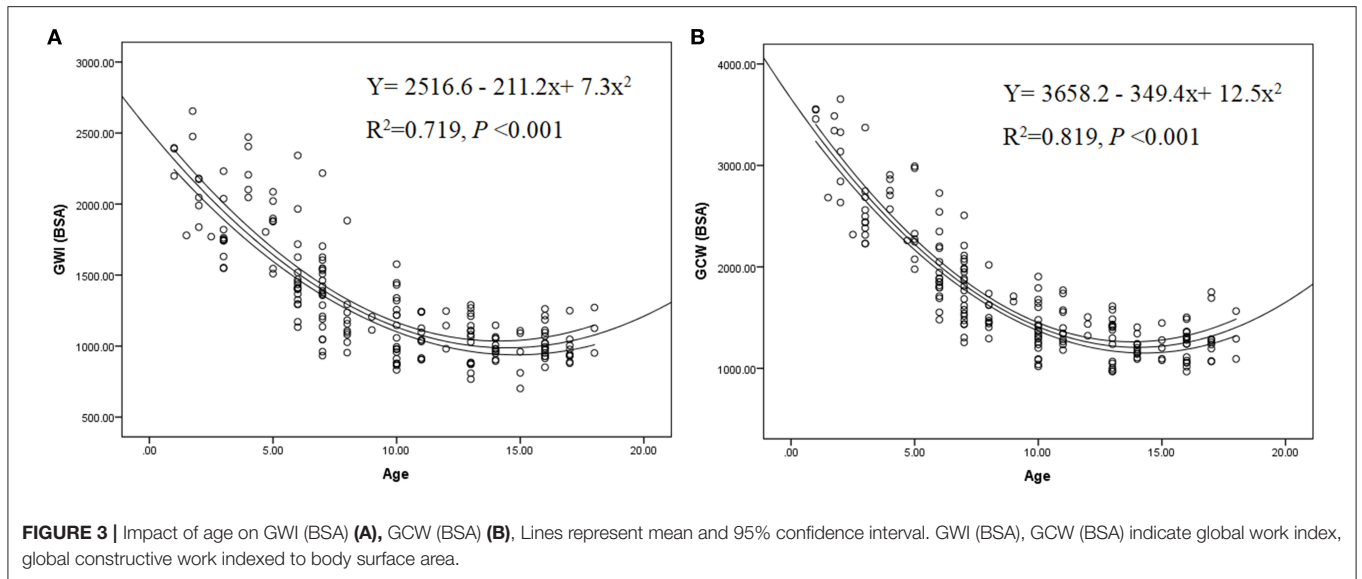 A
B
3000.00
2500.00
2000.00
1500.00
1000.00
500.00
GWI (BSA)
Y= 2516.6 - 211.2x+ 7.3x²
R²=0.719, P <0.001
.00 5.00 10.00 15.00 20.00
Age
4000.00
3000.00
2000.00
1000.00
GCW (BSA)
Y= 3658.2 - 349.4x+ 12.5x²
R²=0.819, P <0.001
.00 5.00 10.00 15.00 20.00
Age
FIGURE 3 | Impact of age on GWI (BSA) (A), GCW (BSA) (B), Lines represent mean and 95% confidence interval. GWI (BSA), GCW (BSA) indicate global work index,
global constructive work indexed to body surface area.